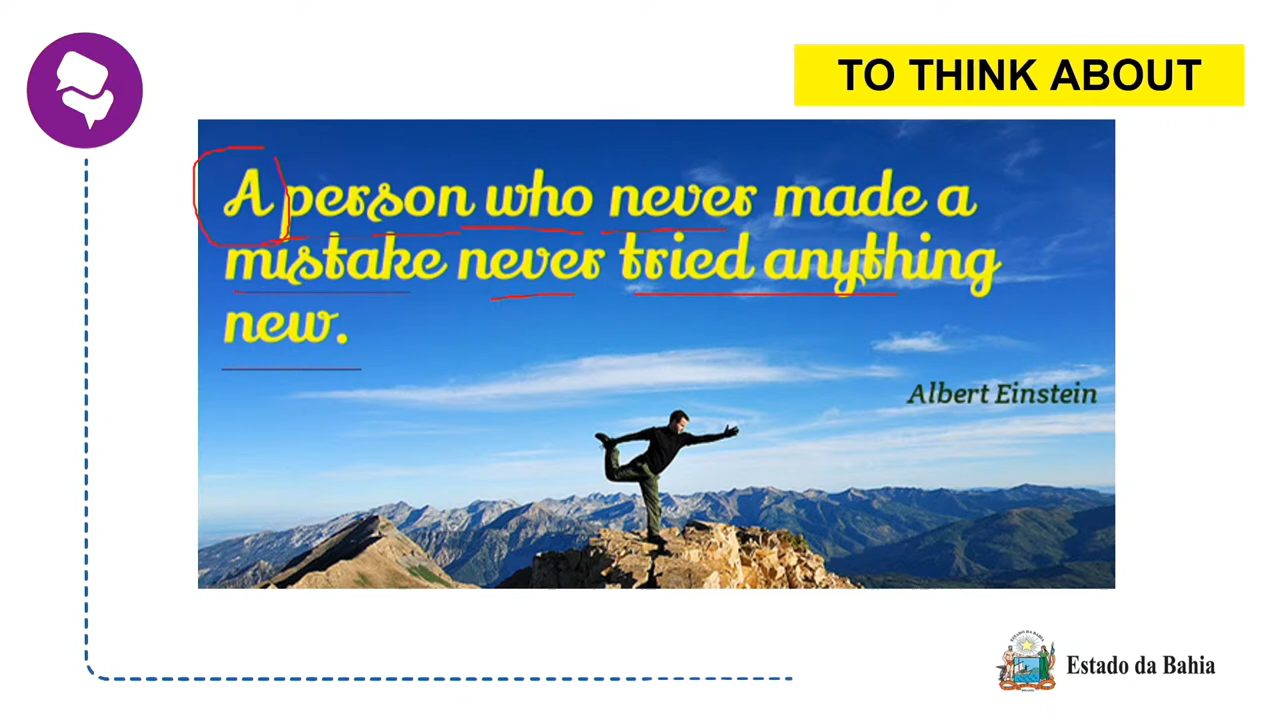 TO THINK ABOUT
A person who never made a
mistake never tried anything
new.
Albert Einstein
Estado da Bahia